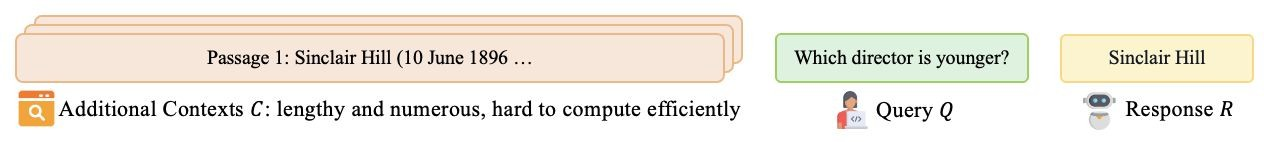 Passage 1: Sinclair Hill (10 June 1896 …
Which director is younger?
Sinclair Hill
Additional Contexts C: lengthy and numerous, hard to compute efficiently
Query Q
Response R